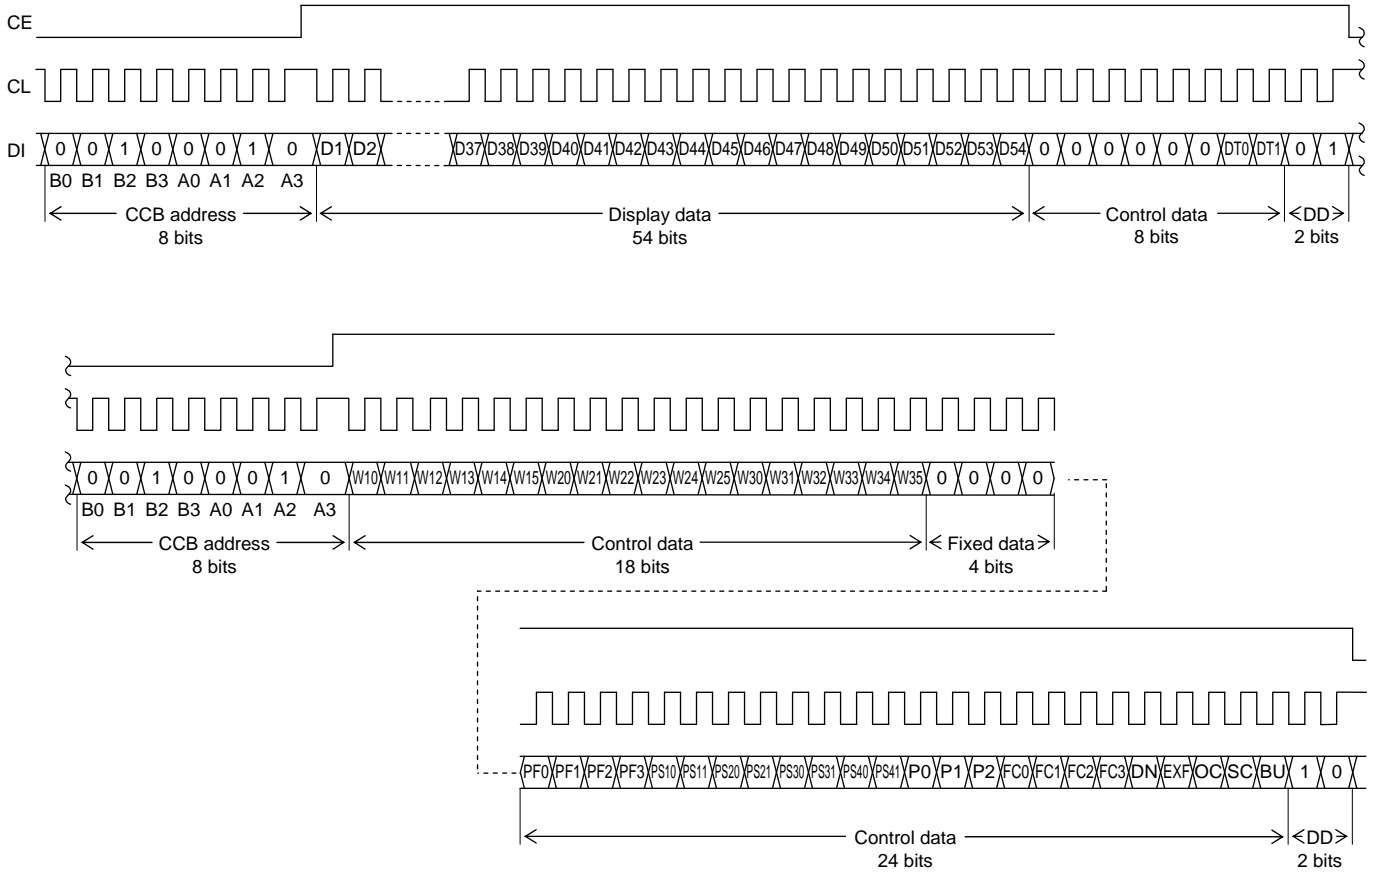 CE
CL
DI 0 0 1 0 0 0 1 0 D1 D2 D37 D38 D39 D40 D41 D42 D43 D44 D45 D46 D47 D48 D49 D50 D51 D52 D53 D54 0 0 0 0 0 0 DT0 DT1 0 1
B0 B1 B2 B3 A0 A1 A2 A3
CCB address Display data Control data DD
8 bits 54 bits 8 bits 2 bits
0 0 1 0 0 0 1 0 W10 W11 W12 W13 W14 W15 W20 W21 W22 W23 W24 W25 W30 W31 W32 W33 W34 W35 0 0 0 0
B0 B1 B2 B3 A0 A1 A2 A3
CCB address Control data Fixed data
8 bits 18 bits 4 bits
PF0 PF1 PF2 PF3 PS10 PS11 PS20 PS21 PS30 PS31 PS40 PS41 P0 P1 P2 FC0 FC1 FC2 FC3 DN EXF OC SC BU 1 0
Control data DD
24 bits 2 bits